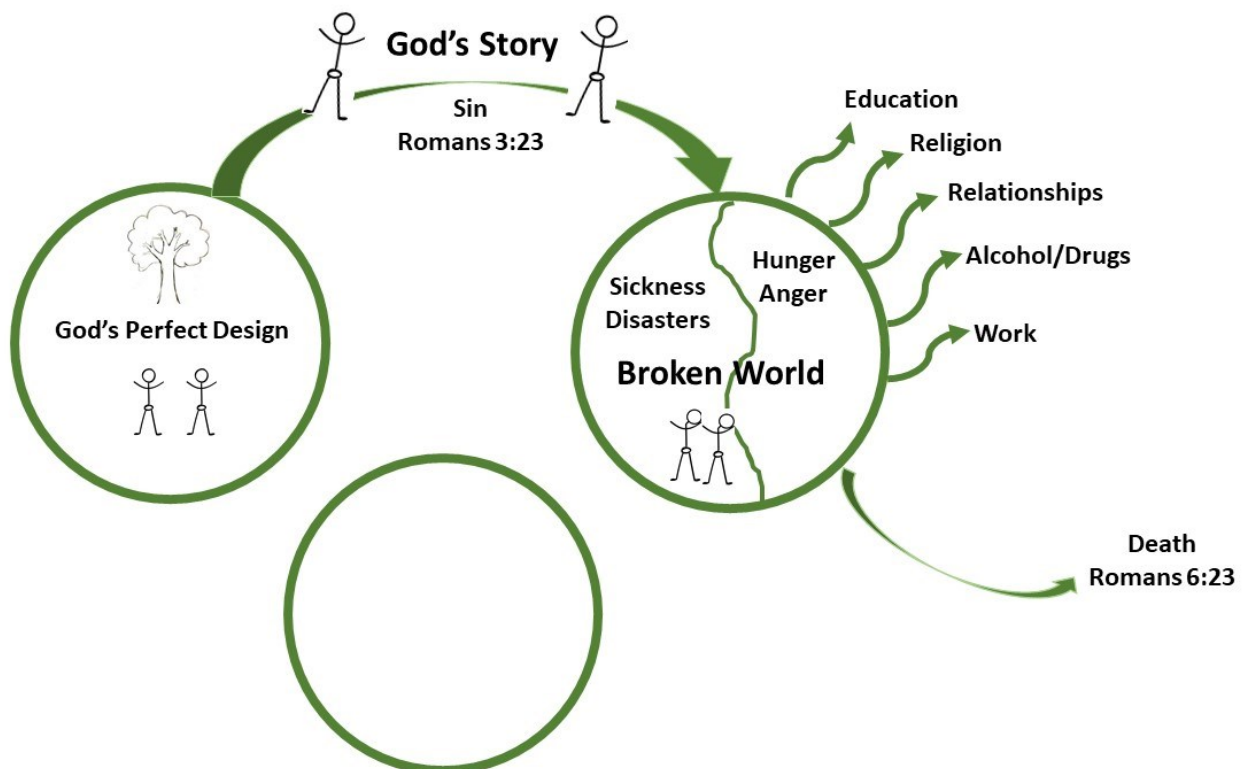 God's Story
Sin
Romans 3:23
Education
Religion
Relationships
Alcohol/Drugs
Work
God's Perfect Design
Sickness
Disasters
Hunger
Anger
Broken World
Death
Romans 6:23